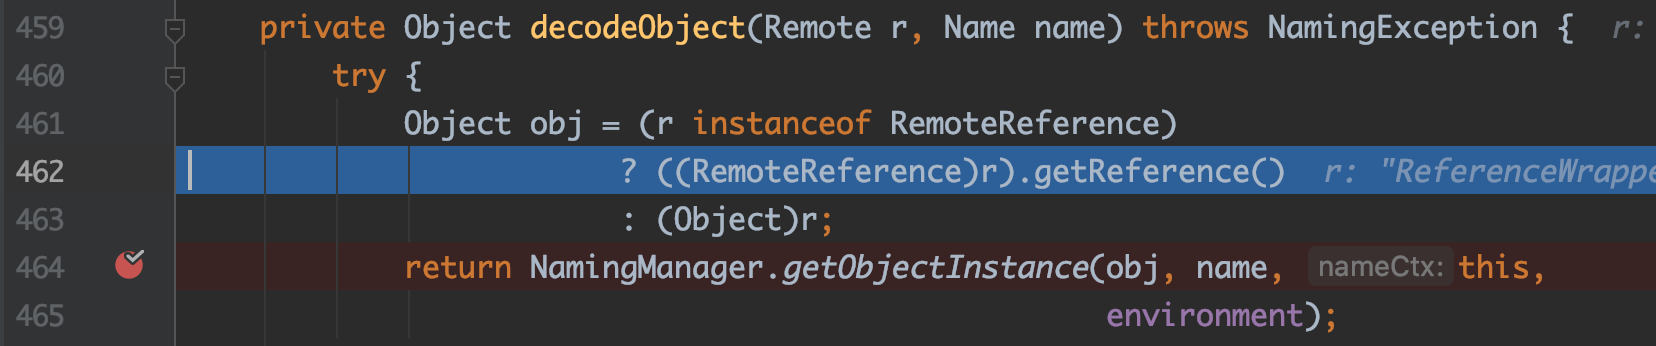 459 private Object decodeObject(Remote r, Name name) throws NamingException { r:
460 try {
461 Object obj = (r instanceof RemoteReference)
462 ? ((RemoteReference)r).getReference() r: "ReferenceWrappe
463 : (Object)r;
464 return NamingManager.getObjectInstance(obj, name, nameCtx: this,
465 environment);